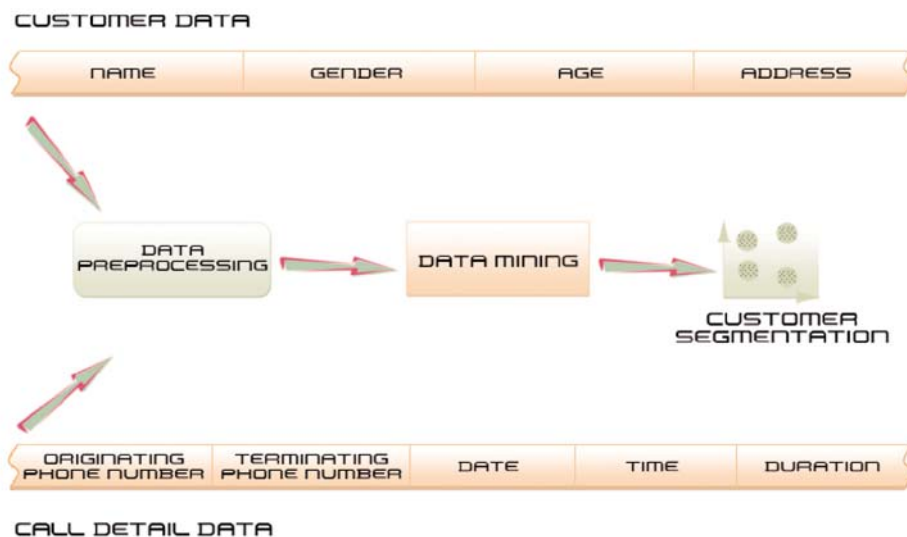 CUSTOMER DATA
NAME GENDER AGE ADDRESS
DATA
PREPROCESSING
DATA MINING
CUSTOMER
SEGMENTATION
ORIGINATING
PHONE NUMBER
TERMINATING
PHONE NUMBER
DATE TIME DURATION
CALL DETAIL DATA